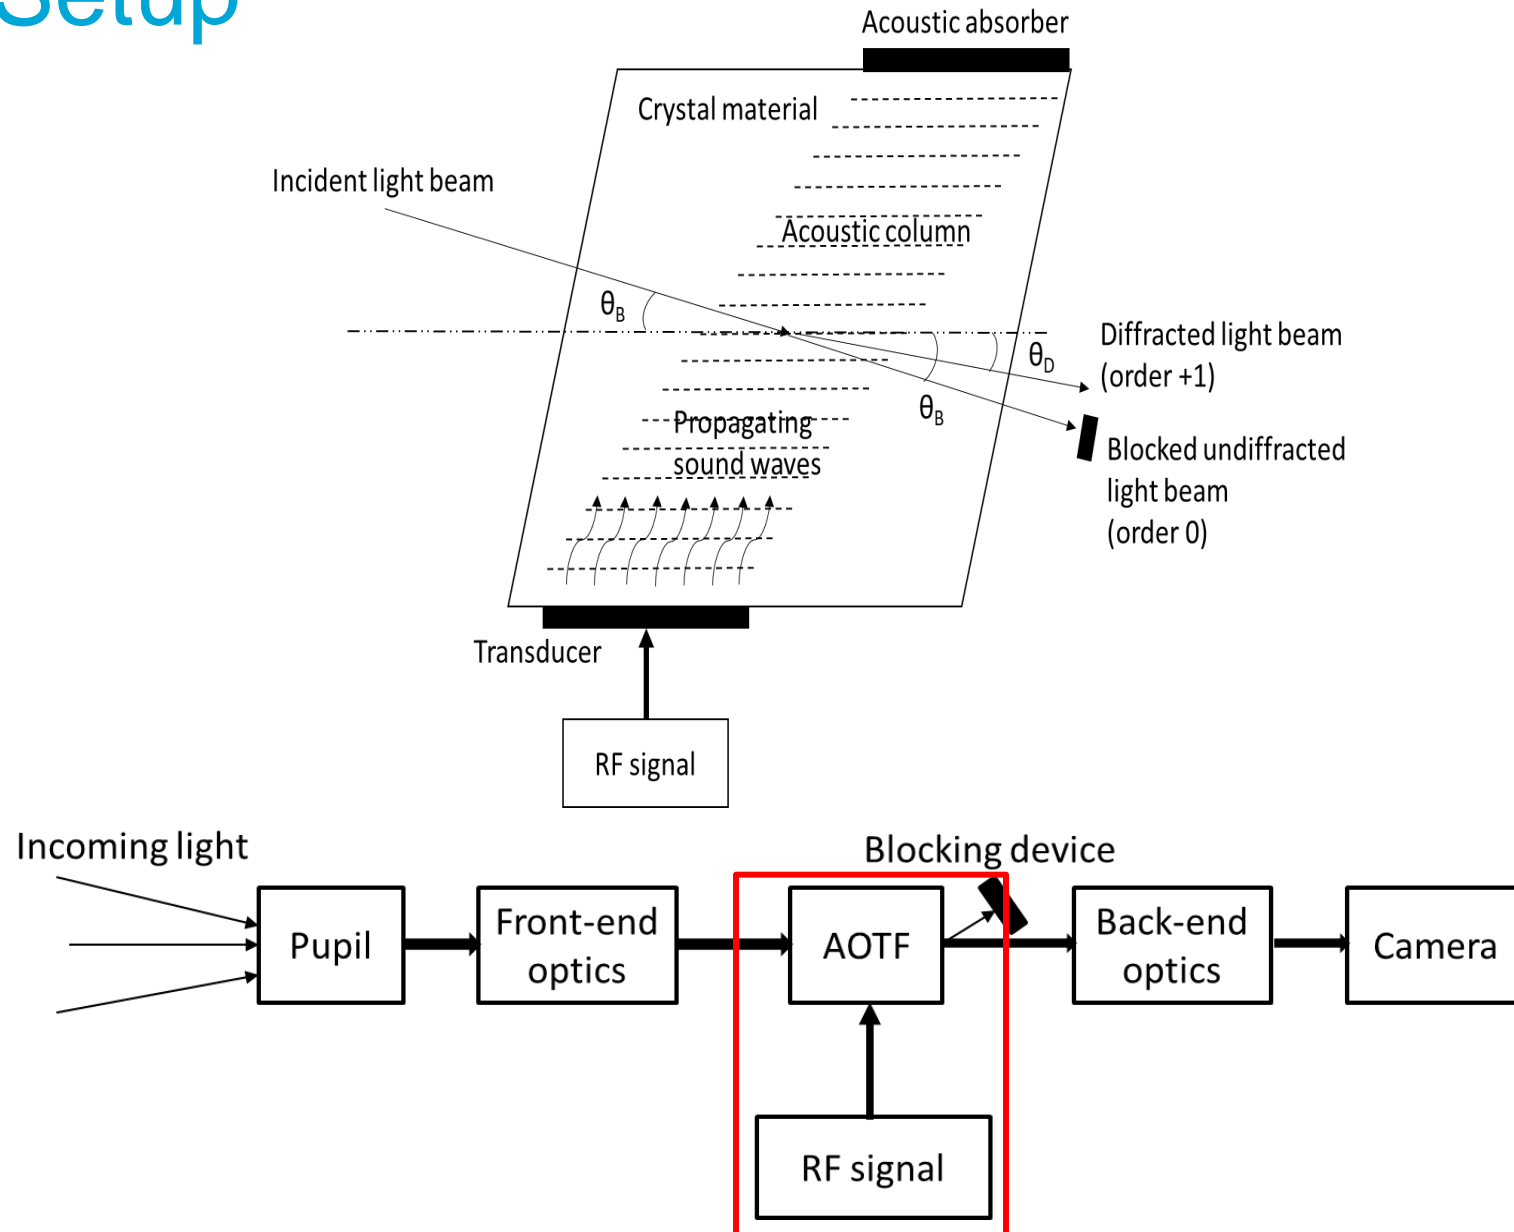 Setup
Acoustic absorber
Crystal material
Incident light beam
Acoustic column
θB
Diffracted light beam
(order +1)
θD
θB
Propagating
sound waves
Blocked undiffracted
light beam
(order 0)
Transducer
RF signal
Incoming light
Blocking device
Pupil
Front-end
optics
AOTF
Back-end
optics
Camera
RF signal